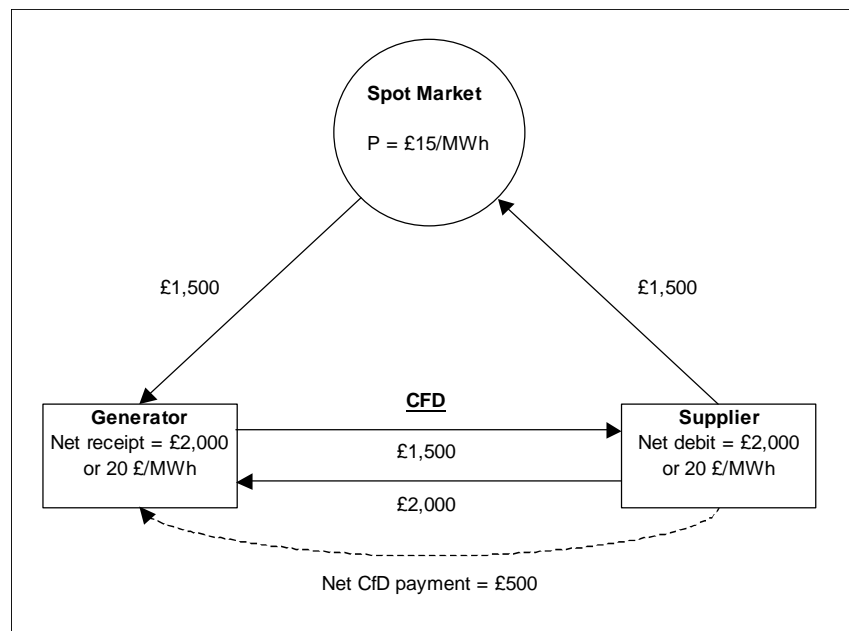 Spot Market
P = £15/MWh
£1,500
£1,500
Generator
Net receipt = £2,000
or 20 £/MWh
CFD
£1,500
£2,000
Supplier
Net debit = £2,000
or 20 £/MWh
Net CfD payment = £500